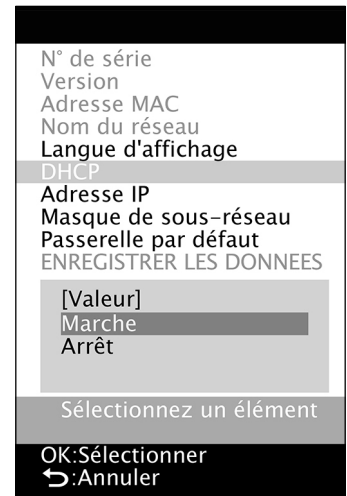 N° de série
Version
Adresse MAC
Nom du réseau
Langue d'affichage
DHCP
Adresse IP
Masque de sous-réseau
Passerelle par défaut
ENREGISTRER LES DONNEES
[Valeur]
Marche
Arrêt
Sélectionnez un élément
OK:Sélectionner
⮌:Annuler